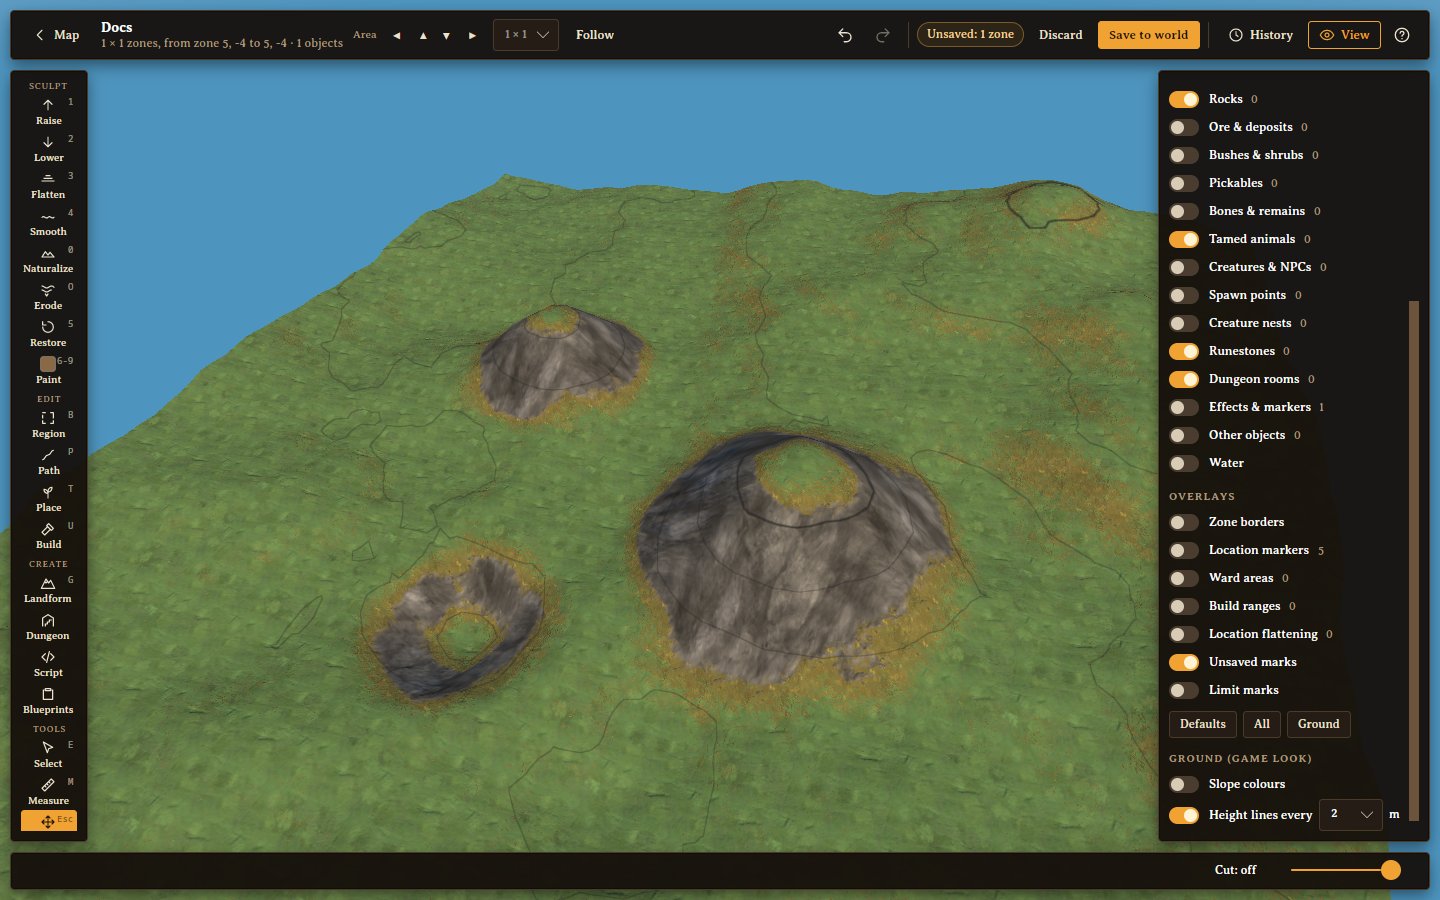 Map
Docs
1 × 1 zones, from zone 5, -4 to 5, -4 · 1 objects
Area
1 × 1
Follow
Unsaved: 1 zone
Discard
Save to world
History
View
SCULPT
1
Raise
2
Lower
3
Flatten
4
Smooth
0
Naturalize
O
Erode
5
Restore
6-9
Paint
EDIT
B
Region
P
Path
T
Place
U
Build
CREATE
G
Landform
Dungeon
Script
Blueprints
TOOLS
E
Select
M
Measure
Esc
Rocks 0
Ore & deposits 0
Bushes & shrubs 0
Pickables 0
Bones & remains 0
Tamed animals 0
Creatures & NPCs 0
Spawn points 0
Creature nests 0
Runestones 0
Dungeon rooms 0
Effects & markers 1
Other objects 0
Water
OVERLAYS
Zone borders
Location markers 5
Ward areas 0
Build ranges 0
Location flattening 0
Unsaved marks
Limit marks
Defaults All Ground
GROUND (GAME LOOK)
Slope colours
Height lines every 2 m
Cut: off